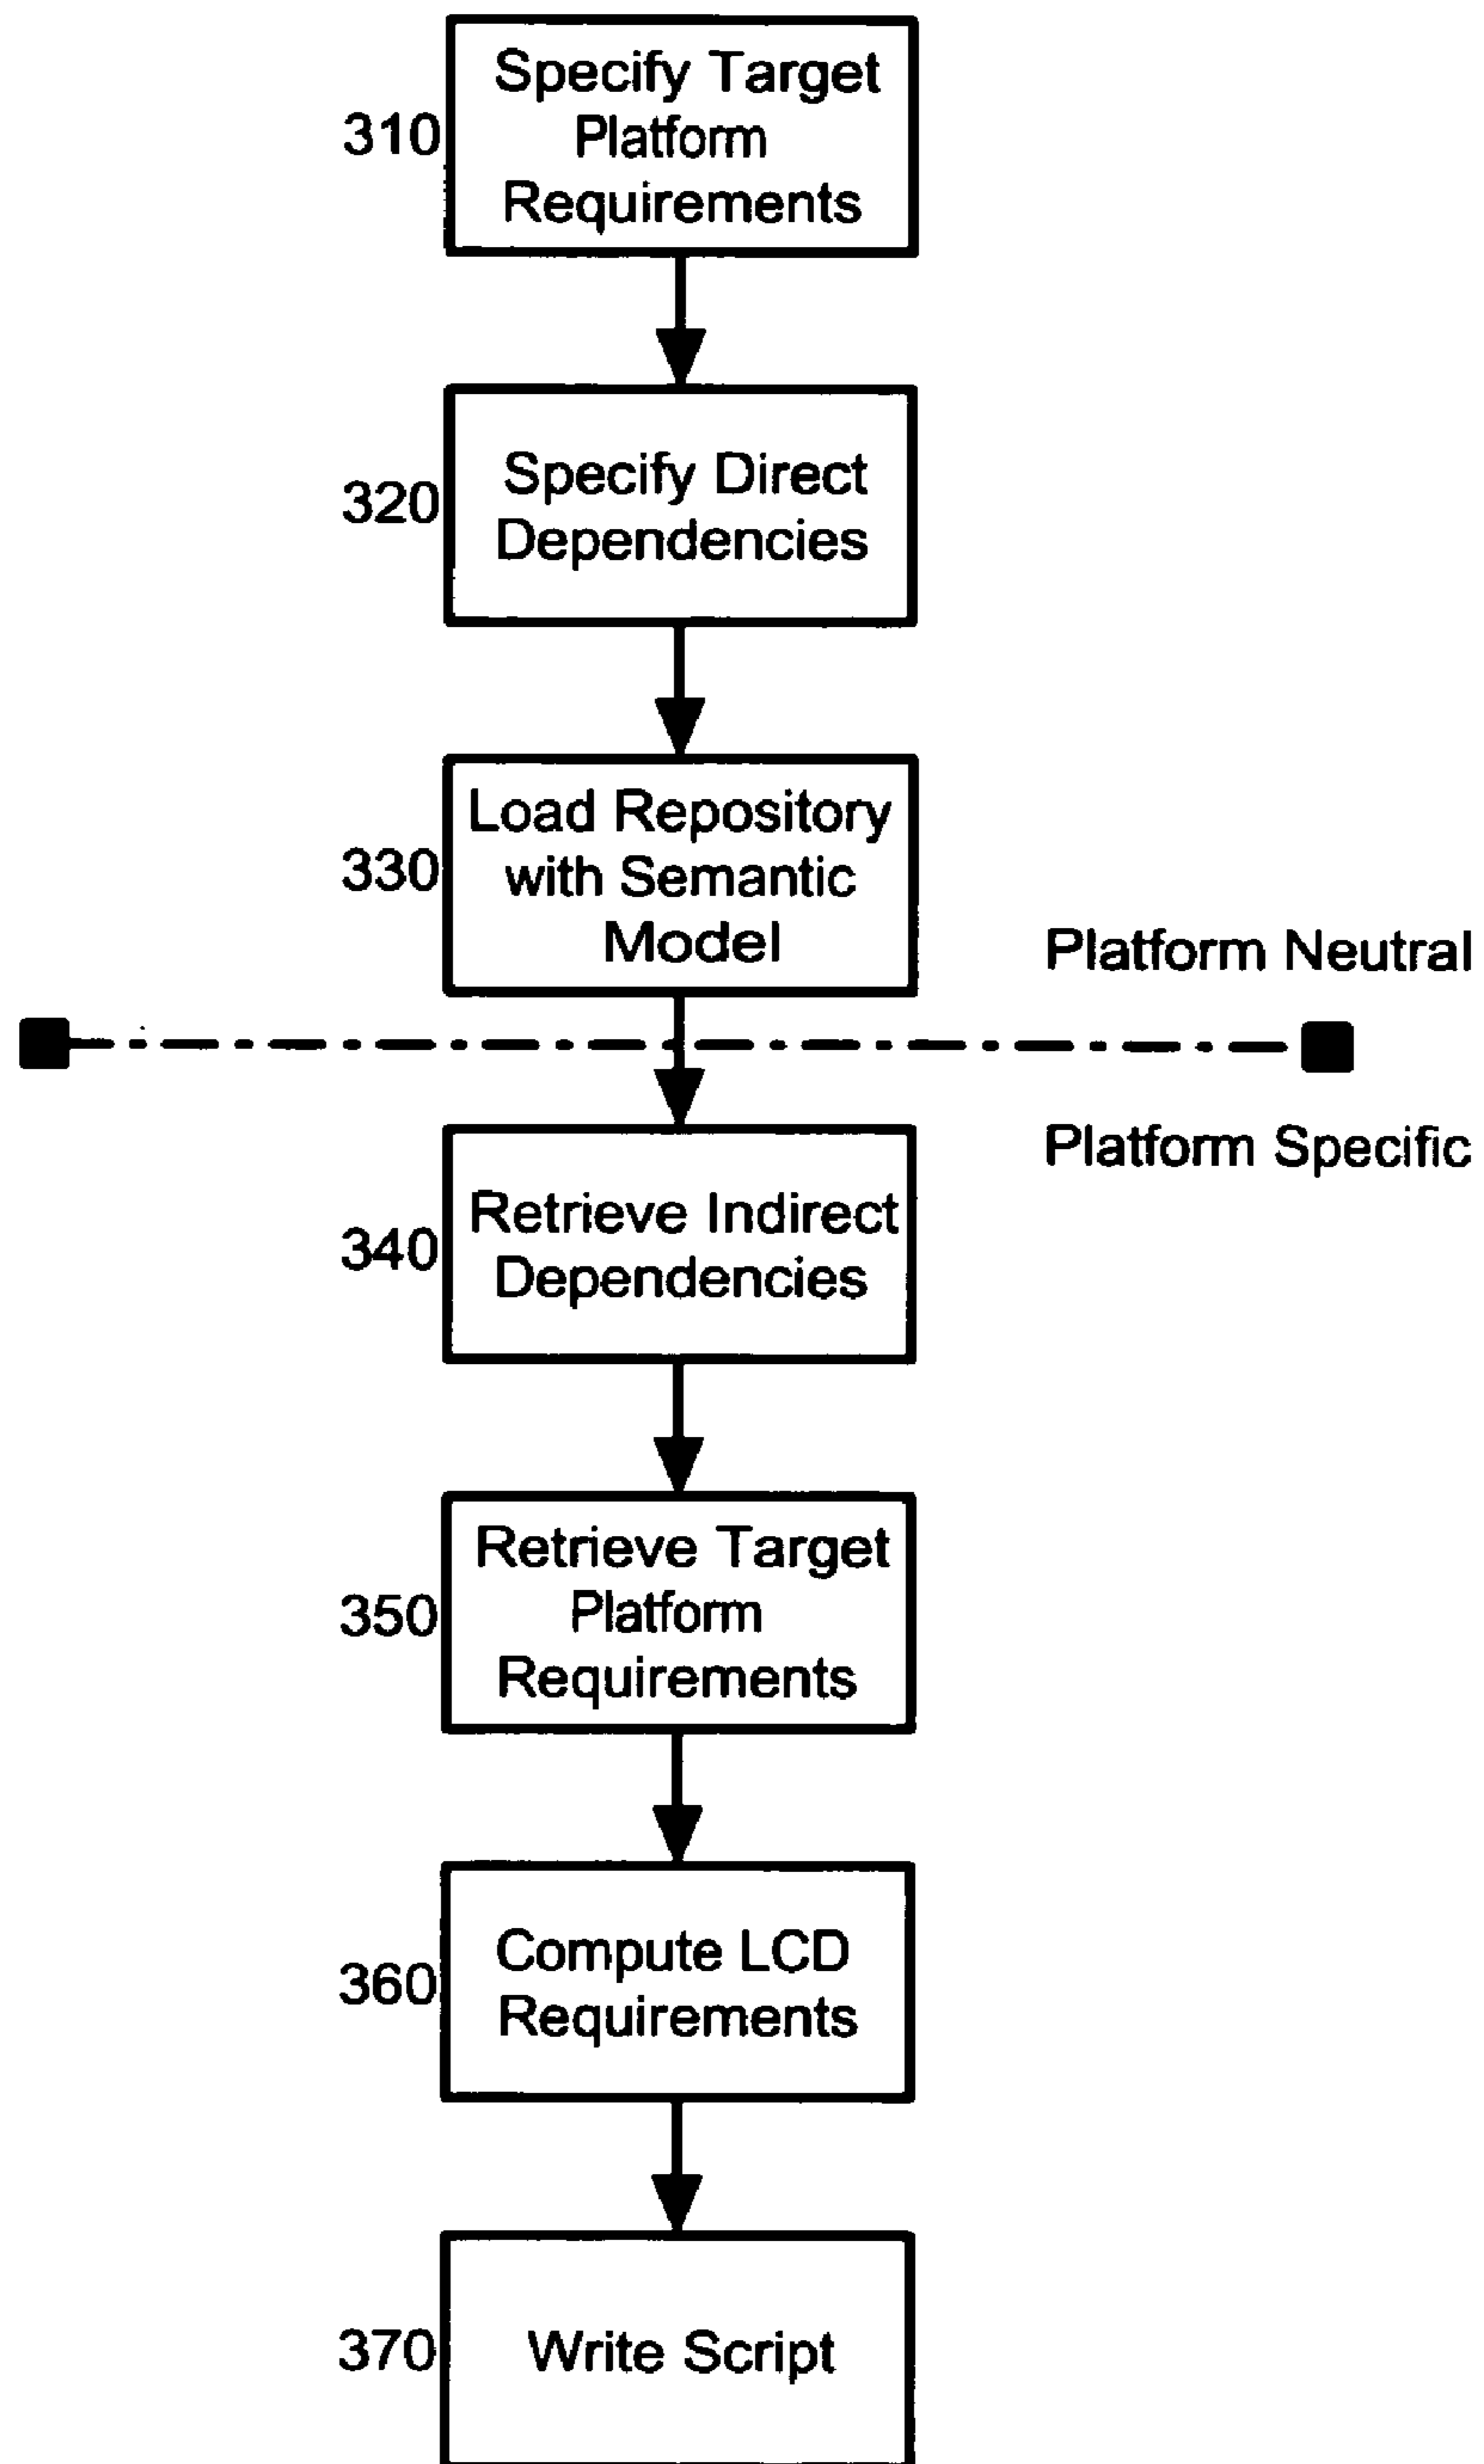 Specify Target
310
Platform
Requirements
Specify Direct
320
Dependencies
Load Repository
330
with Semantic
Model
Platform Neutral
Platform Specific
Retrieve Indirect
340
Dependencies
Retrieve Target
350
Platform
Requirements
Compute LCD
360
Requirements
370
Write Script